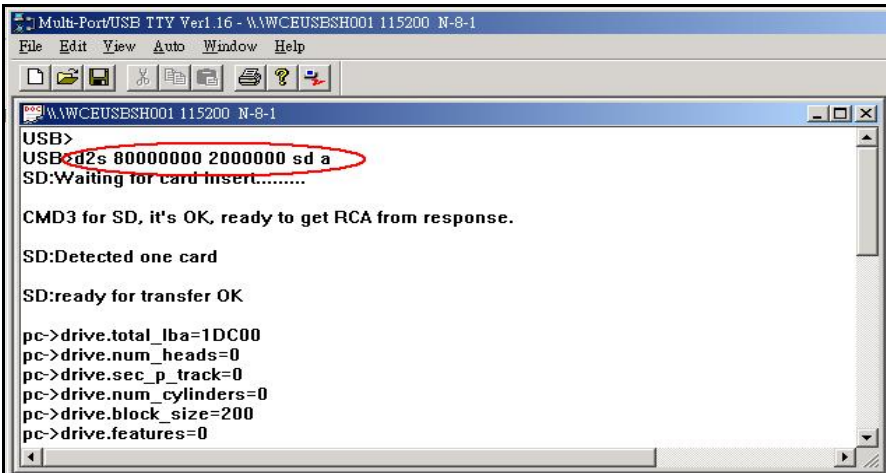 Multi-Port/USB TTY Ver1.16 - \\.\WCEUSBSH001 115200 N-8-1
File Edit View Auto Window Help
\\.\WCEUSBSH001 115200 N-8-1
USB>
USB>d2s 80000000 2000000 sd a
SD:Waiting for card insert.........
CMD3 for SD, it's OK, ready to get RCA from response.
SD:Detected one card
SD:ready for transfer OK
pc->drive.total_lba=1DC00
pc->drive.num_heads=0
pc->drive.sec_p_track=0
pc->drive.num_cylinders=0
pc->drive.block_size=200
pc->drive.features=0